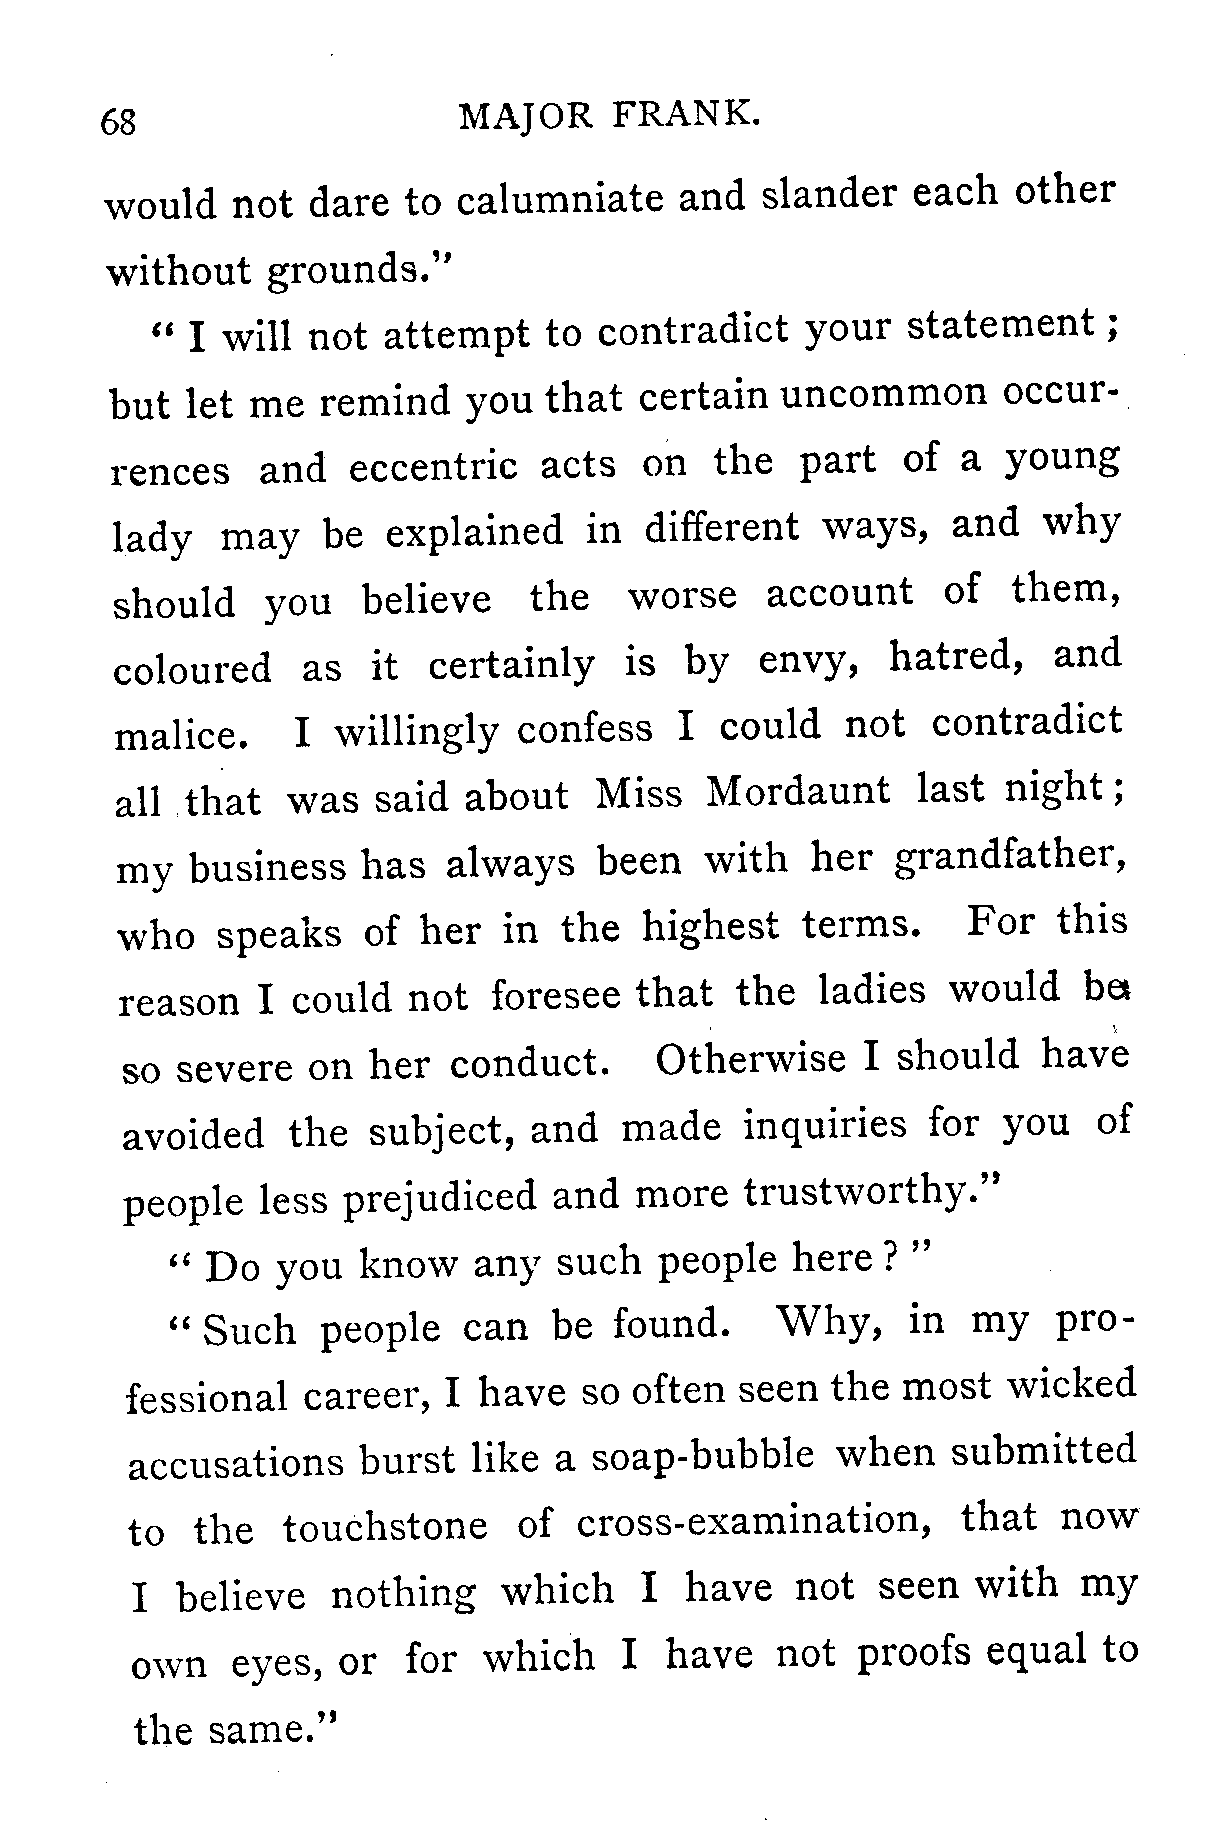 68 MAJOR FRANK.
would not dare to calumniate and slander each other
without grounds."
" I will not attempt to contradict your statement ;
but let me remind you that certain uncommon occur-
rences and eccentric acts on the part of a young
lady may be explained in different ways, and why
should you believe the worse account of them,
coloured as it certainly is by envy, hatred, and
malice. I willingly confess I could not contradict
all that was said about Miss Mordaunt last night ;
my business has always been with her grandfather,
who speaks of her in the highest terms. For this
reason I could not foresee that the ladies would be
so severe on her conduct. Otherwise I should have
avoided the subject, and made inquiries for you of
people less prejudiced and more trustworthy."
" Do you know any such people here ? "
" Such people can be found. Why, in my pro-
fessional career, I have so often seen the most wicked
accusations burst like a soap-bubble when submitted
to the touchstone of cross-examination, that now
I believe nothing which I have not seen with my
own eyes, or for which I have not proofs equal to
the same."